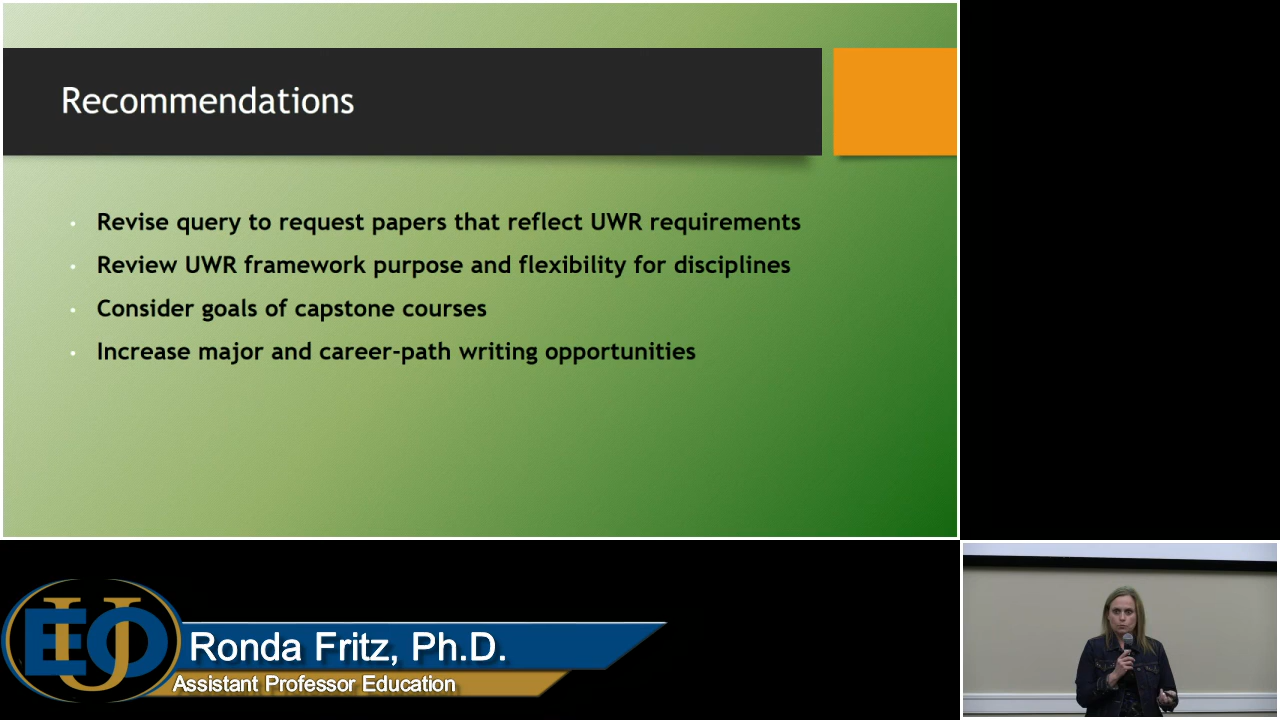 Recommendations
Revise query to request papers that reflect UWR requirements
Review UWR framework purpose and flexibility for disciplines
Consider goals of capstone courses
Increase major and career-path writing opportunities
EOU
Ronda Fritz, Ph.D.
Assistant Professor Education